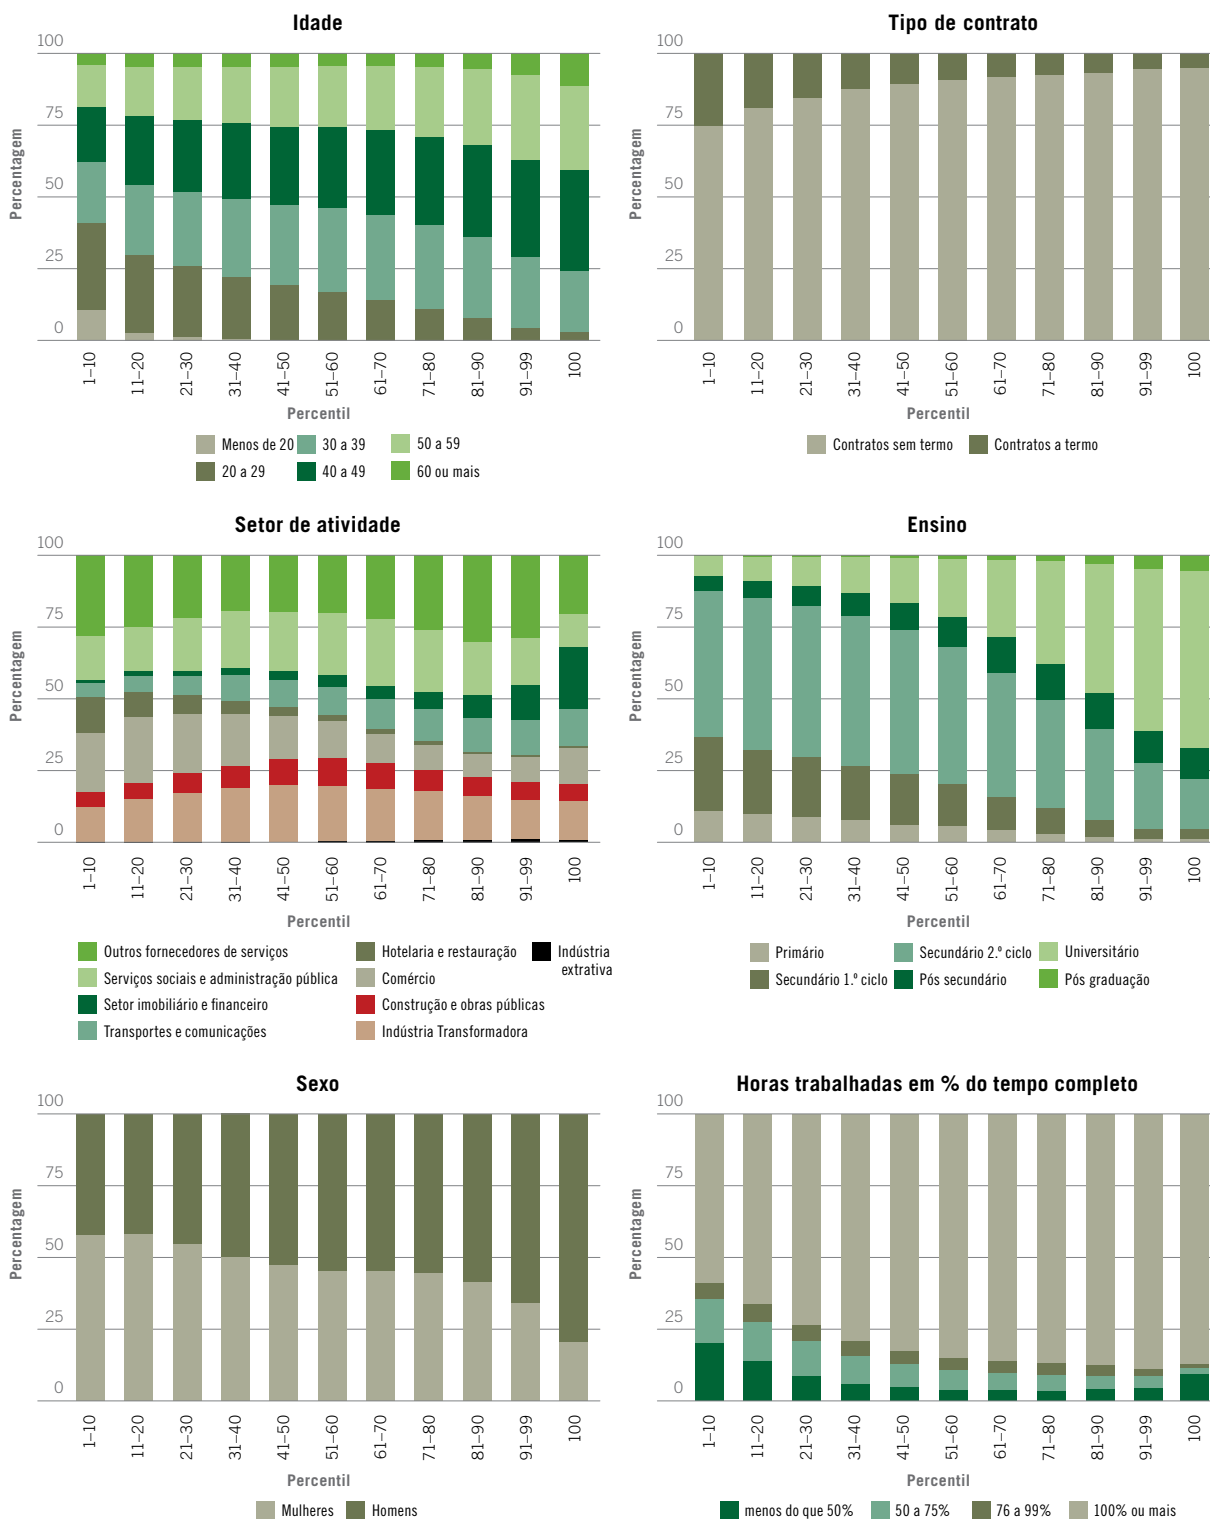 Idade
100
75
50
25
0
Percentagem
1–10
11–20
21–30
31–40
41–50
51–60
61–70
71–80
81–90
91–99
100
Percentil
Menos de 20
30 a 39
50 a 59
20 a 29
40 a 49
60 ou mais
Tipo de contrato
100
75
50
25
0
Percentagem
1–10
11–20
21–30
31–40
41–50
51–60
61–70
71–80
81–90
91–99
100
Percentil
Contratos sem termo
Contratos a termo
Setor de atividade
100
75
50
25
0
Percentagem
1–10
11–20
21–30
31–40
41–50
51–60
61–70
71–80
81–90
91–99
100
Percentil
Outros fornecedores de serviços
Serviços sociais e administração pública
Setor imobiliário e financeiro
Transportes e comunicações
Hotelaria e restauração
Comércio
Construção e obras públicas
Indústria Transformadora
Indústria
extrativa
Ensino
100
75
50
25
0
Percentagem
1–10
11–20
21–30
31–40
41–50
51–60
61–70
71–80
81–90
91–99
100
Percentil
Primário
Secundário 2.º ciclo
Universitário
Secundário 1.º ciclo
Pós secundário
Pós graduação
Sexo
100
75
50
25
0
Percentagem
1–10
11–20
21–30
31–40
41–50
51–60
61–70
71–80
81–90
91–99
100
Percentil
Mulheres
Homens
Horas trabalhadas em % do tempo completo
100
75
50
25
0
Percentagem
1–10
11–20
21–30
31–40
41–50
51–60
61–70
71–80
81–90
91–99
100
Percentil
menos do que 50%
50 a 75%
76 a 99%
100% ou mais